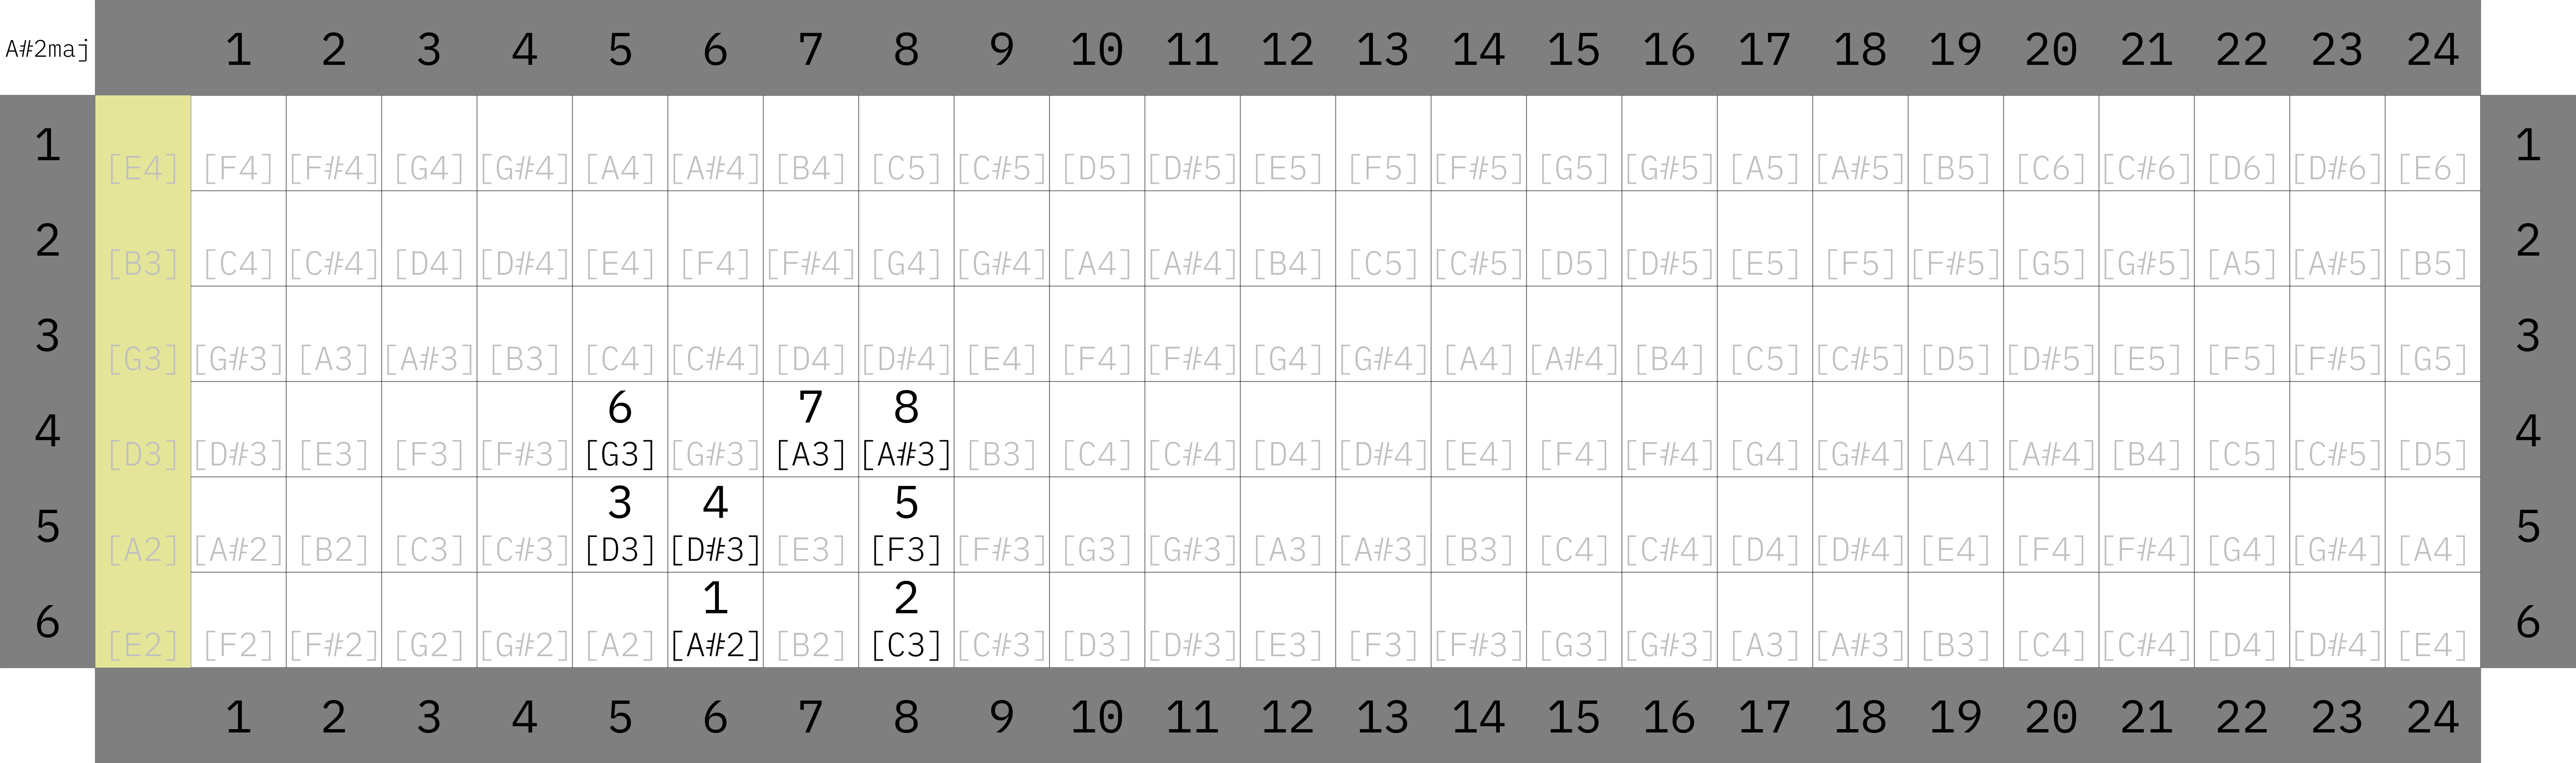 A#2maj 1 2 3 4 5 6 7 8 9 10 11 12 13 14 15 16 17 18 19 20 21 22 23 24
1 [E4] [F4] [F#4] [G4] [G#4] [A4] [A#4] [B4] [C5] [C#5] [D5] [D#5] [E5] [F5] [F#5] [G5] [G#5] [A5] [A#5] [B5] [C6] [C#6] [D6] [D#6] [E6] 1
2 [B3] [C4] [C#4] [D4] [D#4] [E4] [F4] [F#4] [G4] [G#4] [A4] [A#4] [B4] [C5] [C#5] [D5] [D#5] [E5] [F5] [F#5] [G5] [G#5] [A5] [A#5] [B5] 2
3 [G3] [G#3] [A3] [A#3] [B3] [C4] [C#4] [D4] [D#4] [E4] [F4] [F#4] [G4] [G#4] [A4] [A#4] [B4] [C5] [C#5] [D5] [D#5] [E5] [F5] [F#5] [G5] 3
6 7 8
4 [D3] [D#3] [E3] [F3] [F#3] [G3] [G#3] [A3] [A#3] [B3] [C4] [C#4] [D4] [D#4] [E4] [F4] [F#4] [G4] [G#4] [A4] [A#4] [B4] [C5] [C#5] [D5] 4
3 4 5
5 [A2] [A#2] [B2] [C3] [C#3] [D3] [D#3] [E3] [F3] [F#3] [G3] [G#3] [A3] [A#3] [B3] [C4] [C#4] [D4] [D#4] [E4] [F4] [F#4] [G4] [G#4] [A4] 5
1 2
6 [E2] [F2] [F#2] [G2] [G#2] [A2] [A#2] [B2] [C3] [C#3] [D3] [D#3] [E3] [F3] [F#3] [G3] [G#3] [A3] [A#3] [B3] [C4] [C#4] [D4] [D#4] [E4] 6
1 2 3 4 5 6 7 8 9 10 11 12 13 14 15 16 17 18 19 20 21 22 23 24